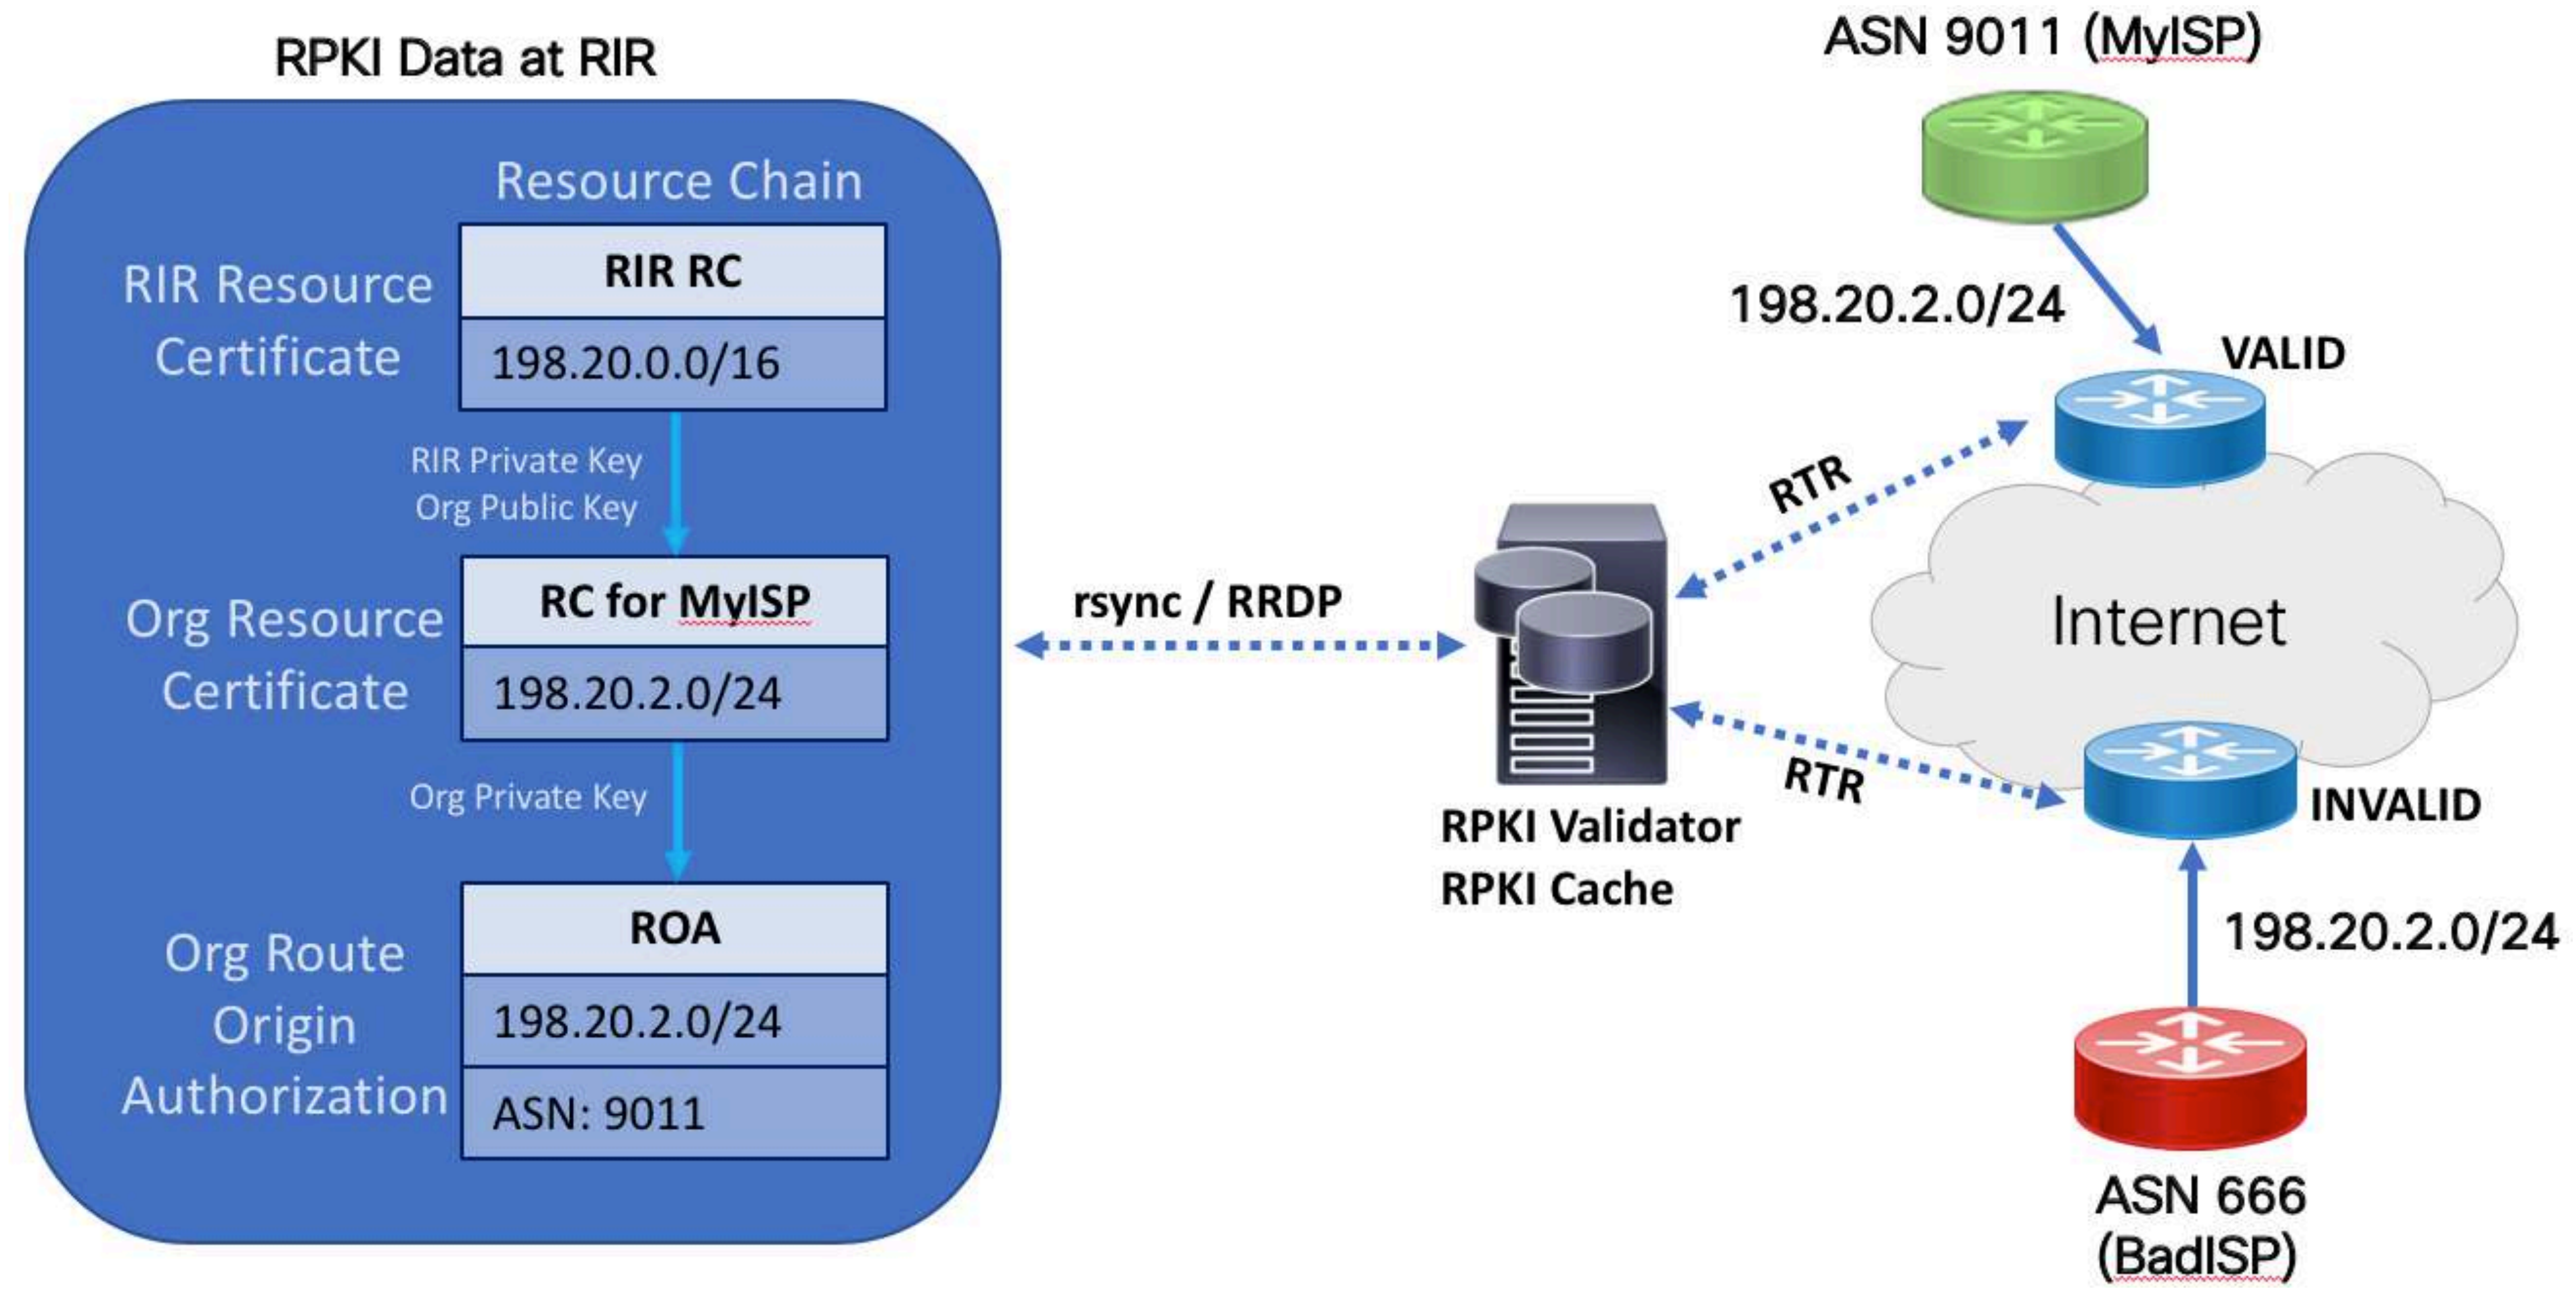 RPKI Data at RIR
Resource Chain
RIR Resource
Certificate
RIR RC
198.20.0.0/16
RIR Private Key
Org Public Key
Org Resource
Certificate
RC for MyISP
198.20.2.0/24
Org Private Key
Org Route
Origin
Authorization
ROA
198.20.2.0/24
ASN: 9011
rsync / RRDP
RPKI Validator
RPKI Cache
RTR
RTR
ASN 9011 (MyISP)
198.20.2.0/24
VALID
Internet
INVALID
198.20.2.0/24
ASN 666
(BadISP)